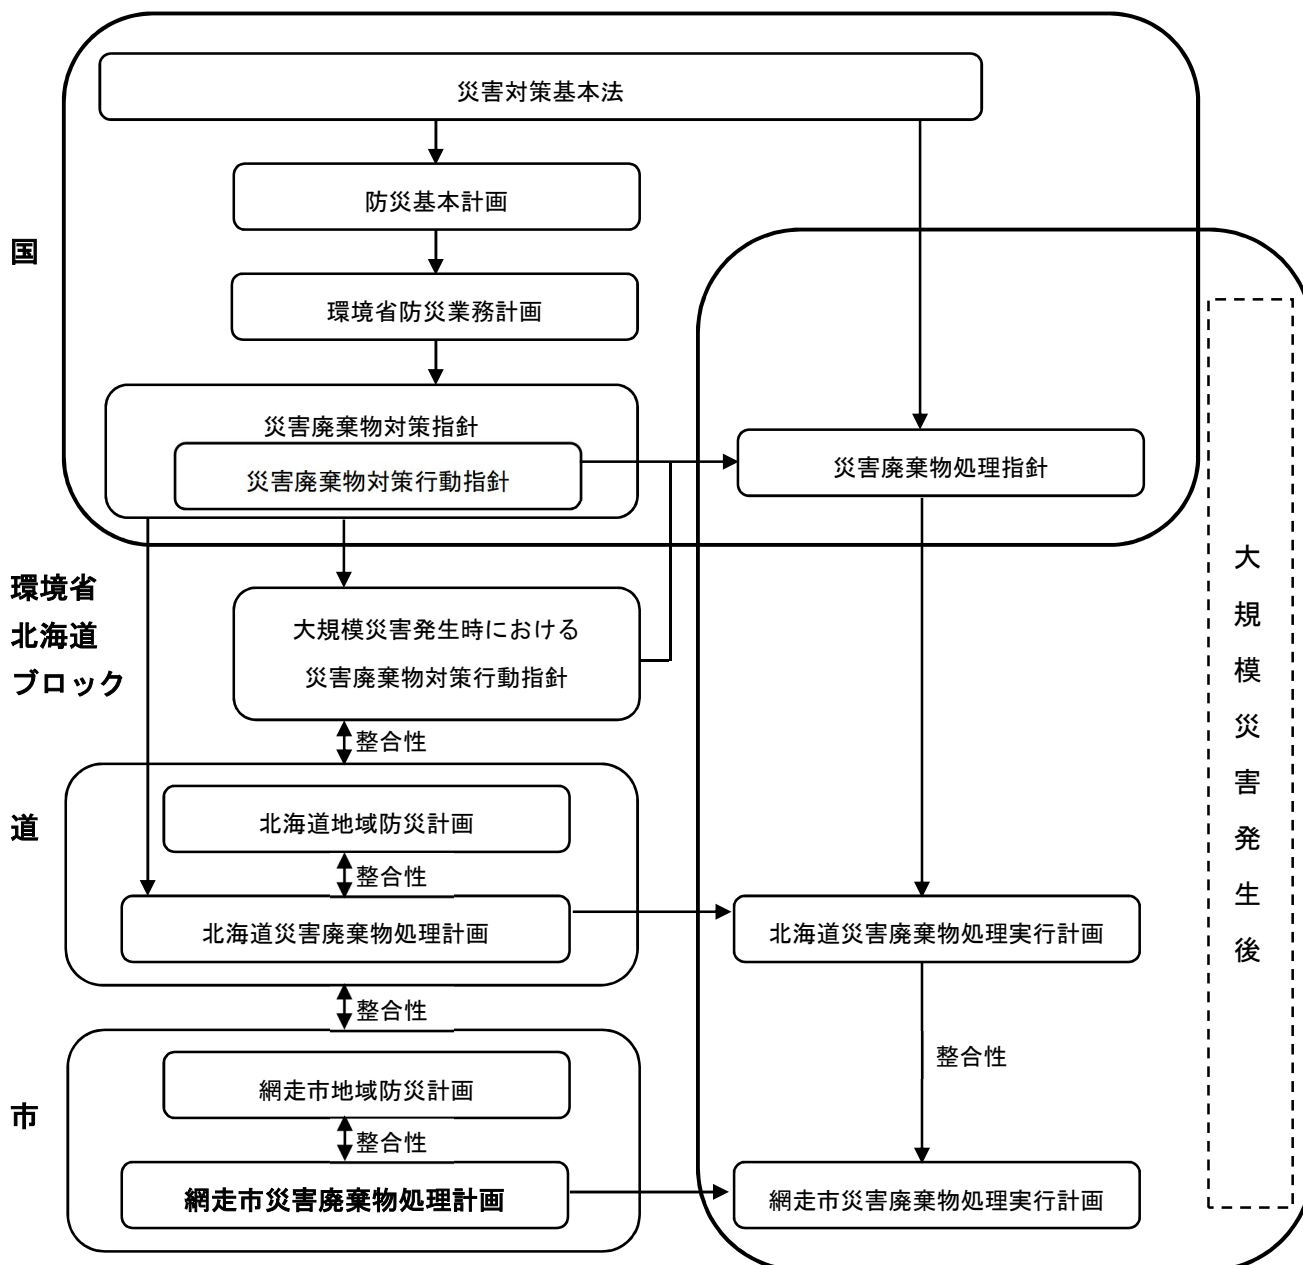 災害対策基本法
防災基本計画
国
環境省防災業務計画
災害廃棄物対策指針
災害廃棄物対策行動指針
災害廃棄物処理指針
環境省
北海道
ブロック
大規模災害発生時における
災害廃棄物対策行動指針
整合性
道
北海道地域防災計画
整合性
北海道災害廃棄物処理計画
北海道災害廃棄物処理実行計画
整合性
整合性
市
網走市地域防災計画
整合性
網走市災害廃棄物処理計画
網走市災害廃棄物処理実行計画
大規模災害発生後